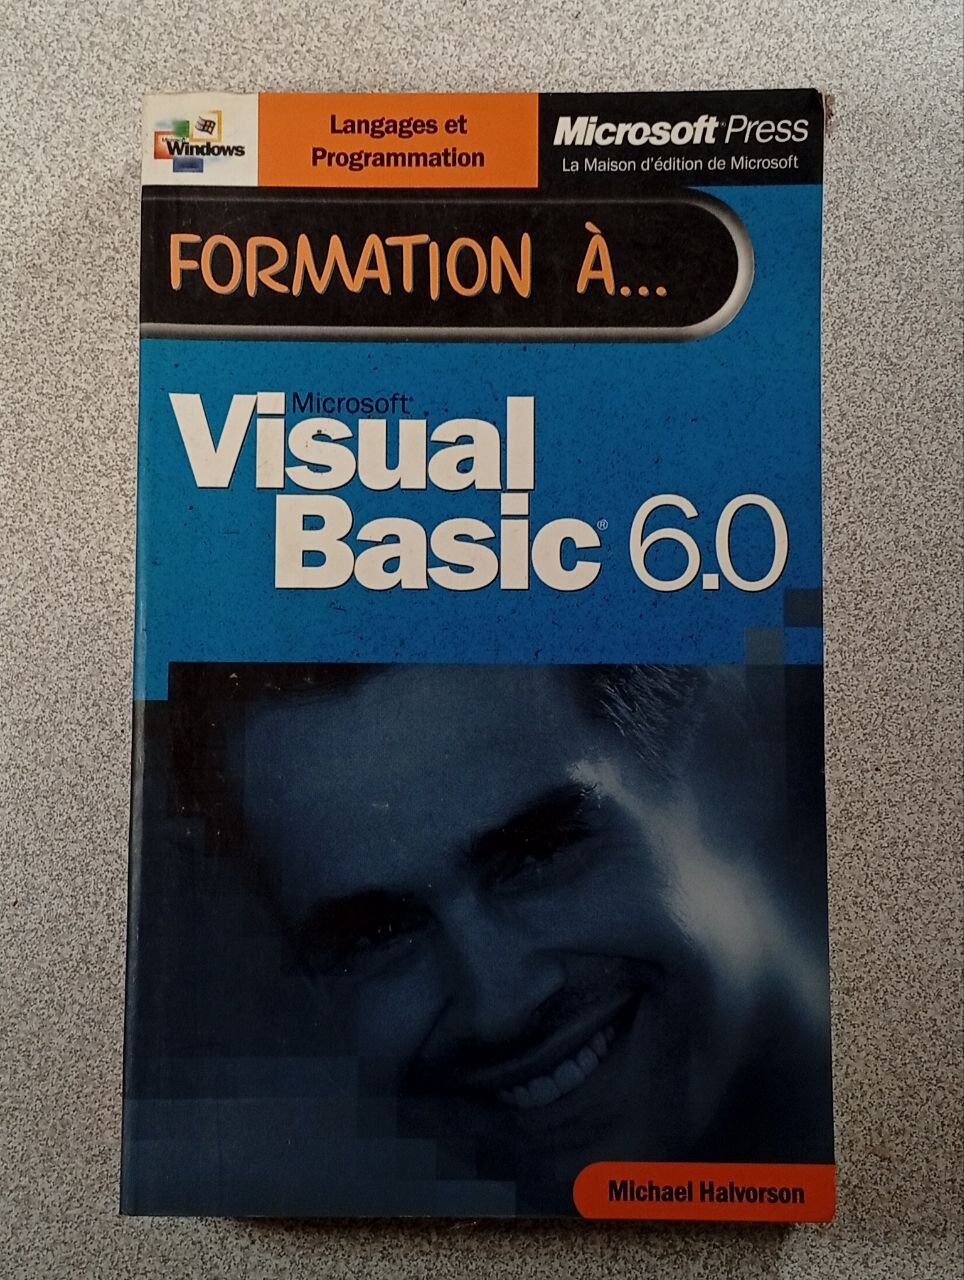 Windows
Langages et
Programmation
Microsoft Press
La Maison d'édition de Microsoft
FORMATION À...
Microsoft®
Visual
Basic® 6.0
Michael Halvorson